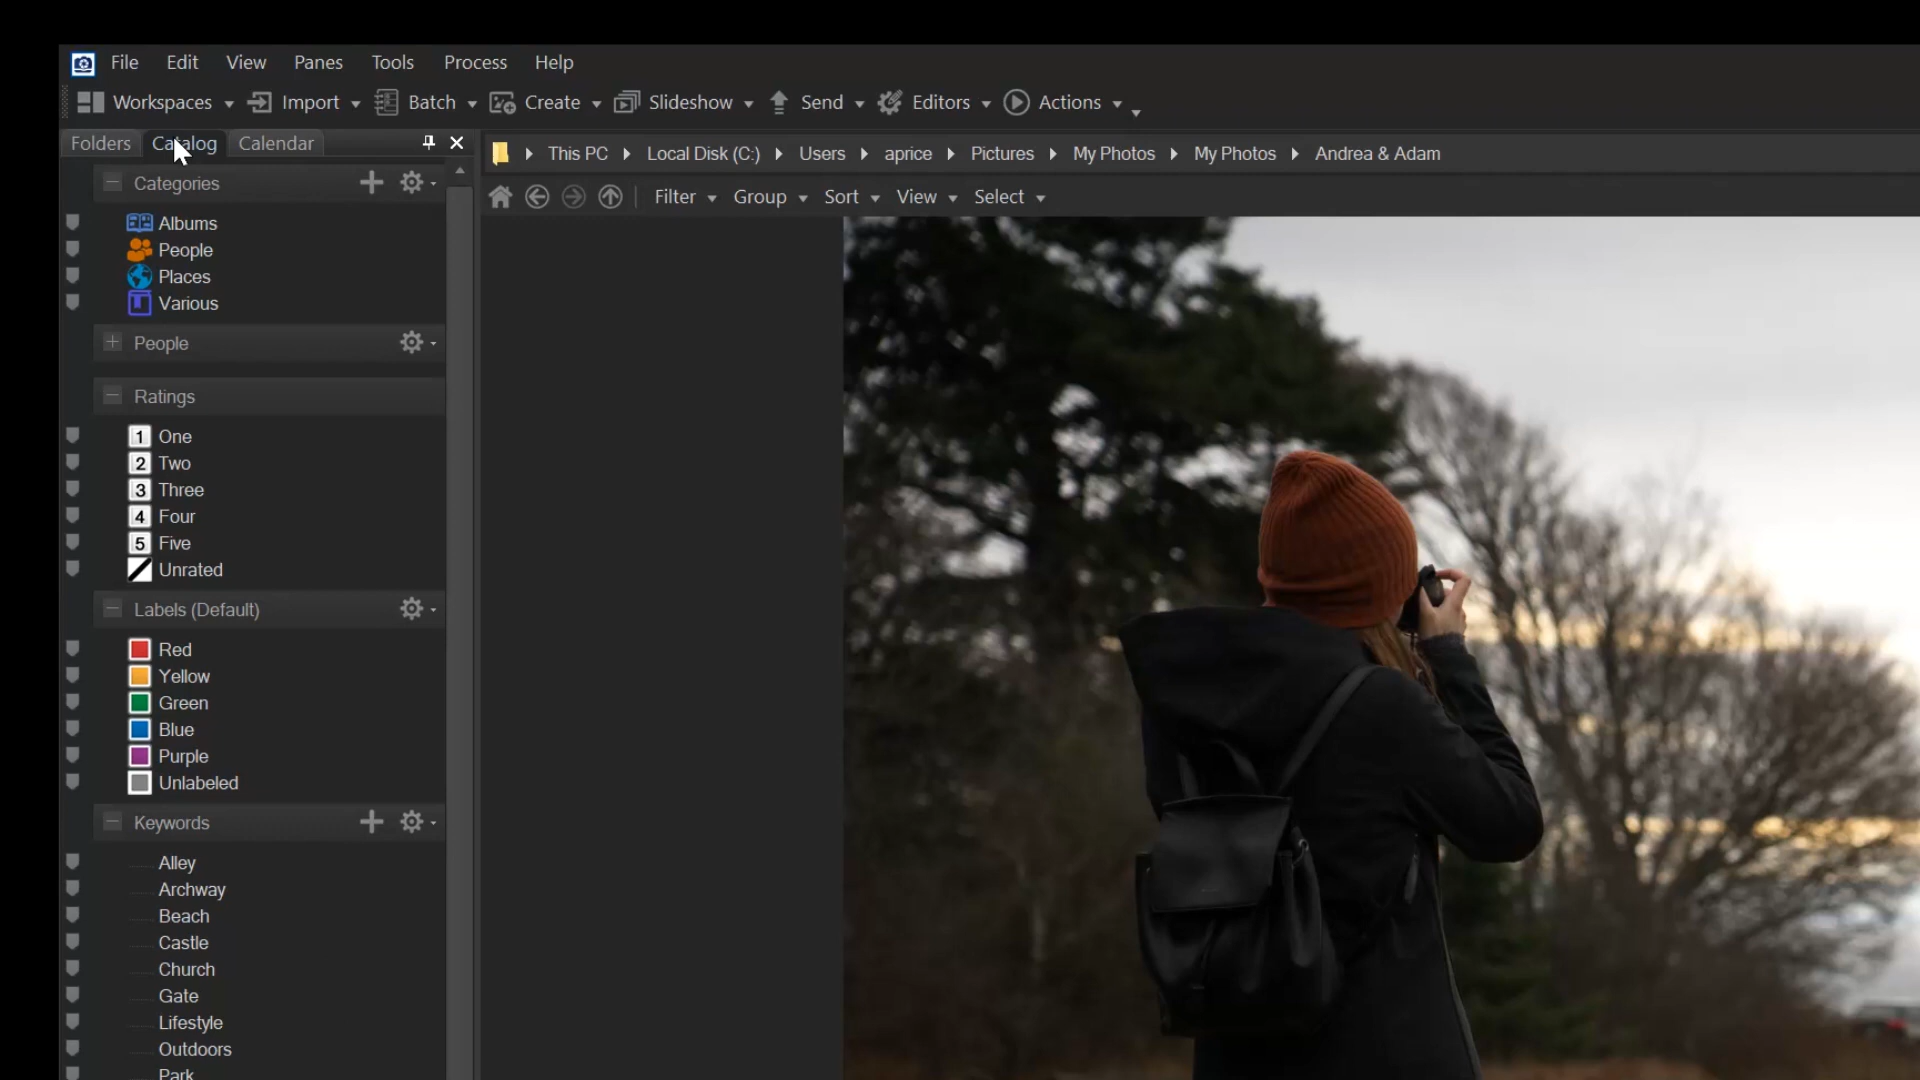 File Edit View Panes Tools Process Help
Workspaces Import Batch Create Slideshow Send Editors Actions
Folders Catalog Calendar
This PC Local Disk (C:) Users aprice Pictures My Photos My Photos Andrea & Adam
Filter Group Sort View Select
Categories
Albums
People
Places
Various
People
Ratings
1 One
2 Two
3 Three
4 Four
5 Five
Unrated
Labels (Default)
Red
Yellow
Green
Blue
Purple
Unlabeled
Keywords
Alley
Archway
Beach
Castle
Church
Gate
Lifestyle
Outdoors
Park